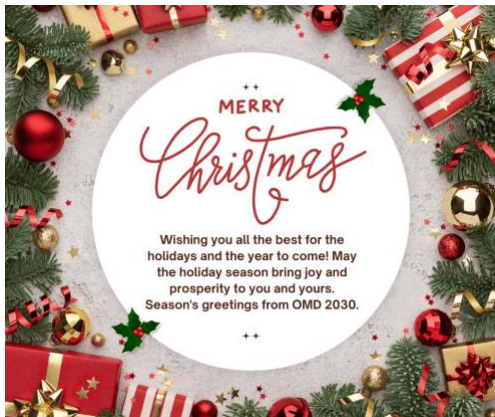 MERRY
Christmas
Wishing you all the best for the
holidays and the year to come! May
the holiday season bring joy and
prosperity to you and yours.
Season's greetings from OMD 2030.